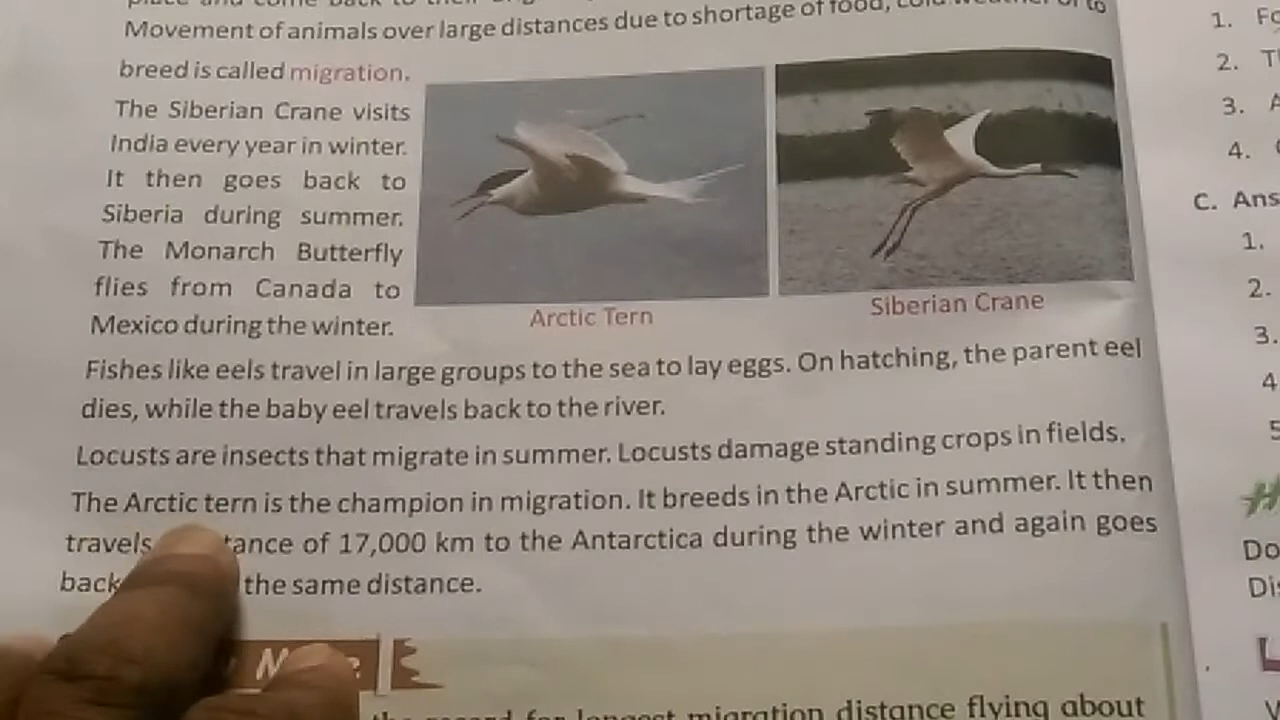 Movement of animals over large distances due to shortage of food, cold weather or to
breed is called migration.
The Siberian Crane visits
India every year in winter.
It then goes back to
Siberia during summer.
The Monarch Butterfly
flies from Canada to
Mexico during the winter.
Arctic Tern
Siberian Crane
Fishes like eels travel in large groups to the sea to lay eggs. On hatching, the parent eel
dies, while the baby eel travels back to the river.
Locusts are insects that migrate in summer. Locusts damage standing crops in fields.
The Arctic tern is the champion in migration. It breeds in the Arctic in summer. It then
travels tance of 17,000 km to the Antarctica during the winter and again goes
back the same distance.
longest migration distance flying about
1.
2.
3.
4.
C. Ans
1.
2.
3.
4
5
Do